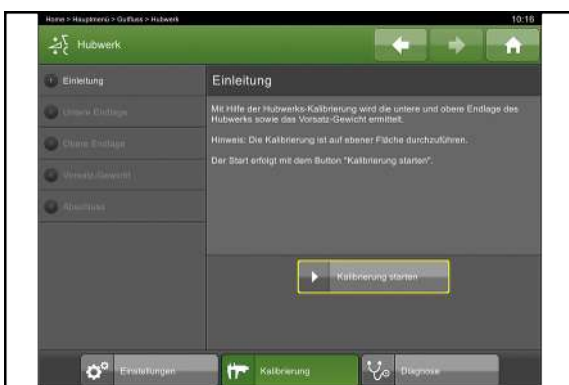 Home > Hauptmenü > Gutfluss > Hubwerk
10:16
Hubwerk
Einleitung
Untere Endlage
Obere Endlage
Vorsatz-Gewicht
Abschluss
Einleitung
Mit Hilfe der Hubwerks-Kalibrierung wird die untere und obere Endlage des
Hubwerks sowie das Vorsatz-Gewicht ermittelt.
Hinweis: Die Kalibrierung ist auf ebener Fläche durchzuführen.
Der Start erfolgt mit dem Button "Kalibrierung starten".
Kalibrierung starten
Einstellungen
Kalibrierung
Diagnose